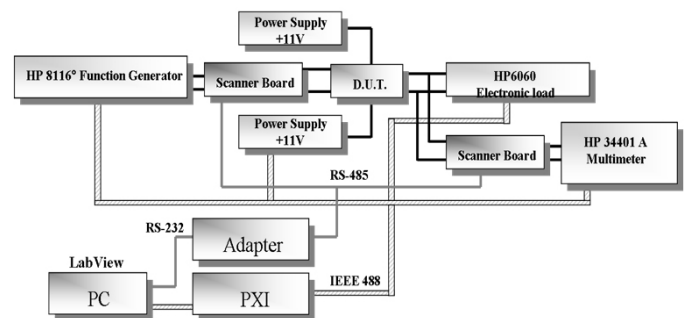 Power Supply
+11V
HP 8116° Function Generator
Scanner Board
D.U.T.
HP6060
Electronic load
Power Supply
+11V
Scanner Board
HP 34401 A
Multimeter
RS-485
RS-232
Adapter
LabView
PC
PXI
IEEE 488